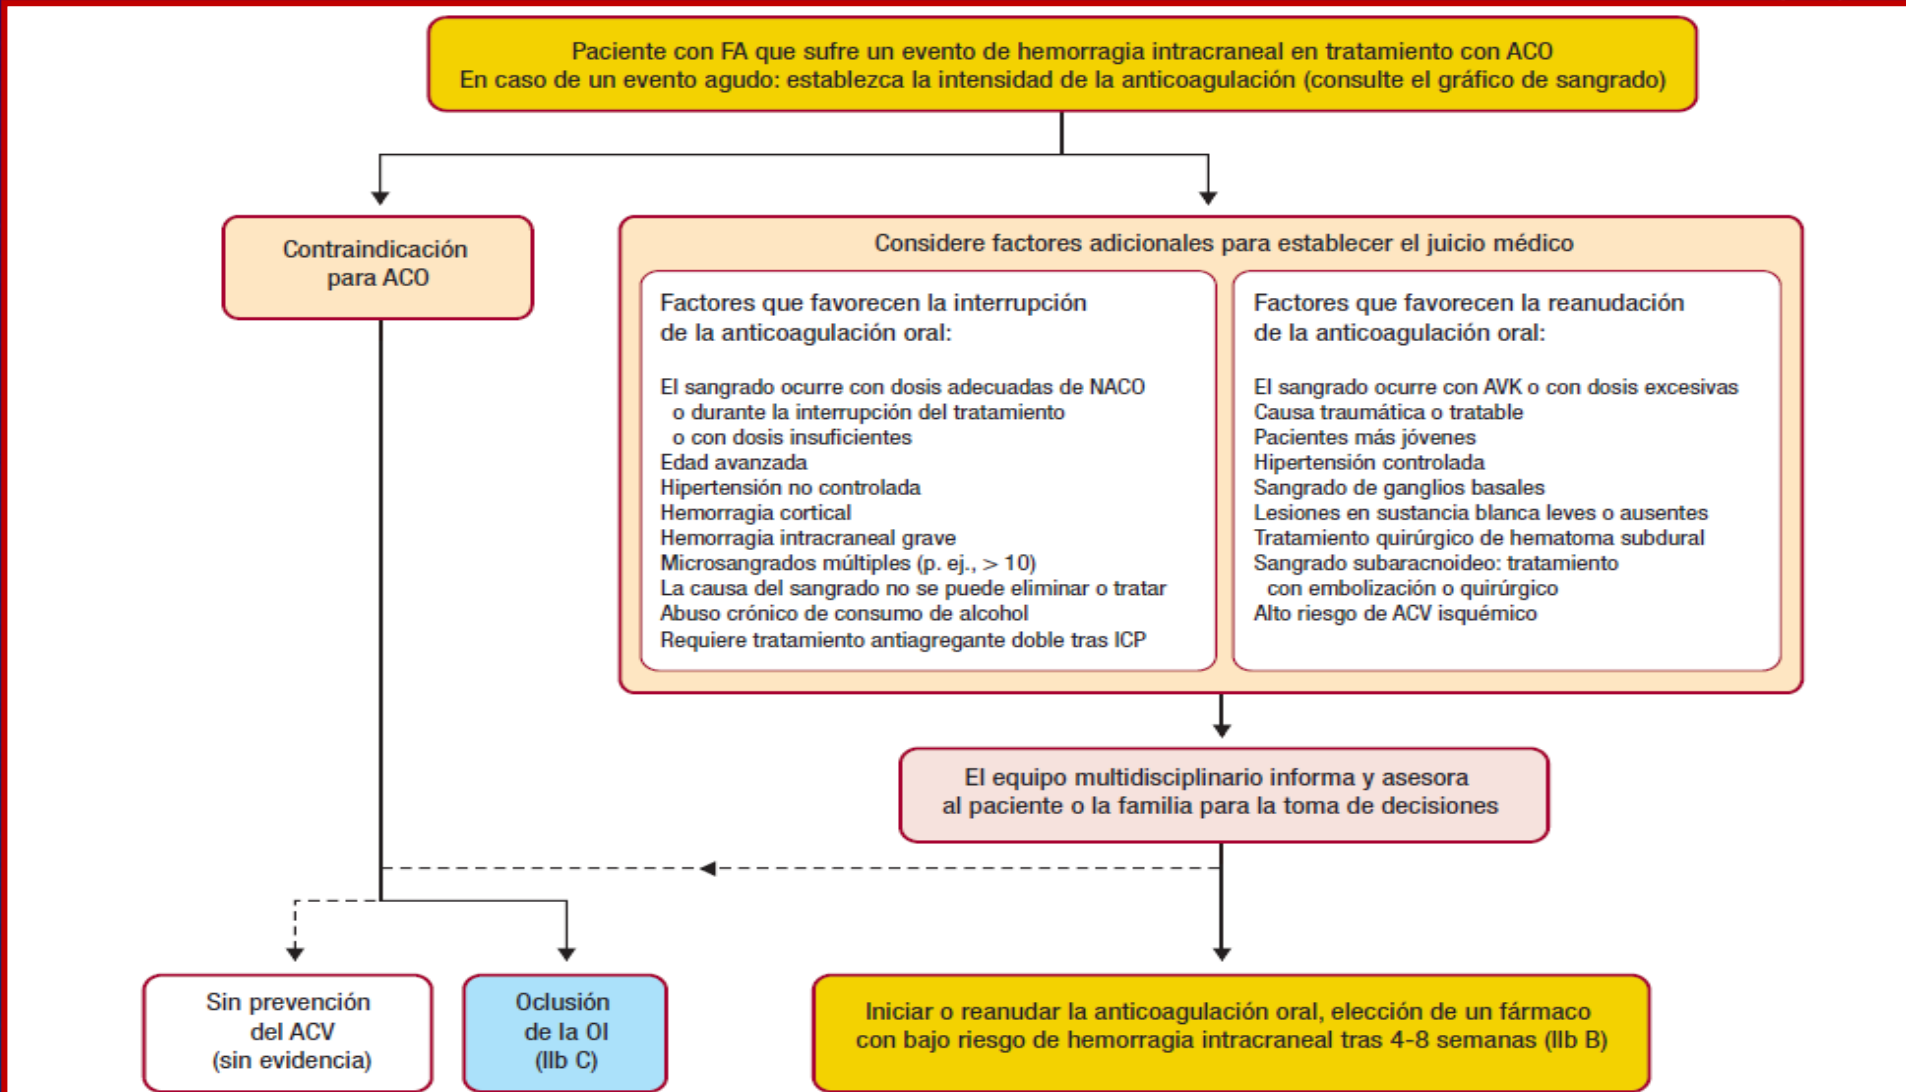 Paciente con FA que sufre un evento de hemorragia intracraneal en tratamiento con ACO
En caso de un evento agudo: establezca la intensidad de la anticoagulación (consulte el gráfico de sangrado)
Contraindicación
para ACO
Considere factores adicionales para establecer el juicio médico
Factores que favorecen la interrupción
de la anticoagulación oral:
El sangrado ocurre con dosis adecuadas de NACO
o durante la interrupción del tratamiento
o con dosis insuficientes
Edad avanzada
Hipertensión no controlada
Hemorragia cortical
Hemorragia intracraneal grave
Microsangrados múltiples (p. ej., > 10)
La causa del sangrado no se puede eliminar o tratar
Abuso crónico de consumo de alcohol
Requiere tratamiento antiagregante doble tras ICP
Factores que favorecen la reanudación
de la anticoagulación oral:
El sangrado ocurre con AVK o con dosis excesivas
Causa traumática o tratable
Pacientes más jóvenes
Hipertensión controlada
Sangrado de ganglios basales
Lesiones en sustancia blanca leves o ausentes
Tratamiento quirúrgico de hematoma subdural
Sangrado subaracnoideo: tratamiento
con embolización o quirúrgico
Alto riesgo de ACV isquémico
El equipo multidisciplinario informa y asesora
al paciente o la familia para la toma de decisiones
Sin prevención
del ACV
(sin evidencia)
Oclusión
de la OI
(IIb C)
Iniciar o reanudar la anticoagulación oral, elección de un fármaco
con bajo riesgo de hemorragia intracraneal tras 4-8 semanas (IIb B)